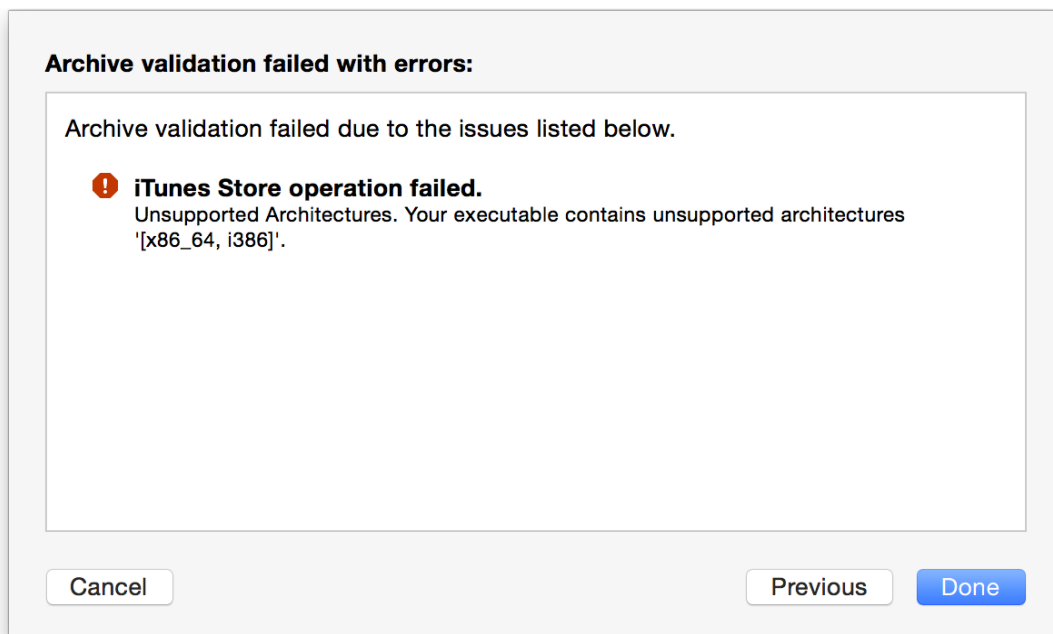 Archive validation failed with errors:
Archive validation failed due to the issues listed below.
iTunes Store operation failed.
Unsupported Architectures. Your executable contains unsupported architectures
'[x86_64, i386]'.
Cancel
Previous
Done